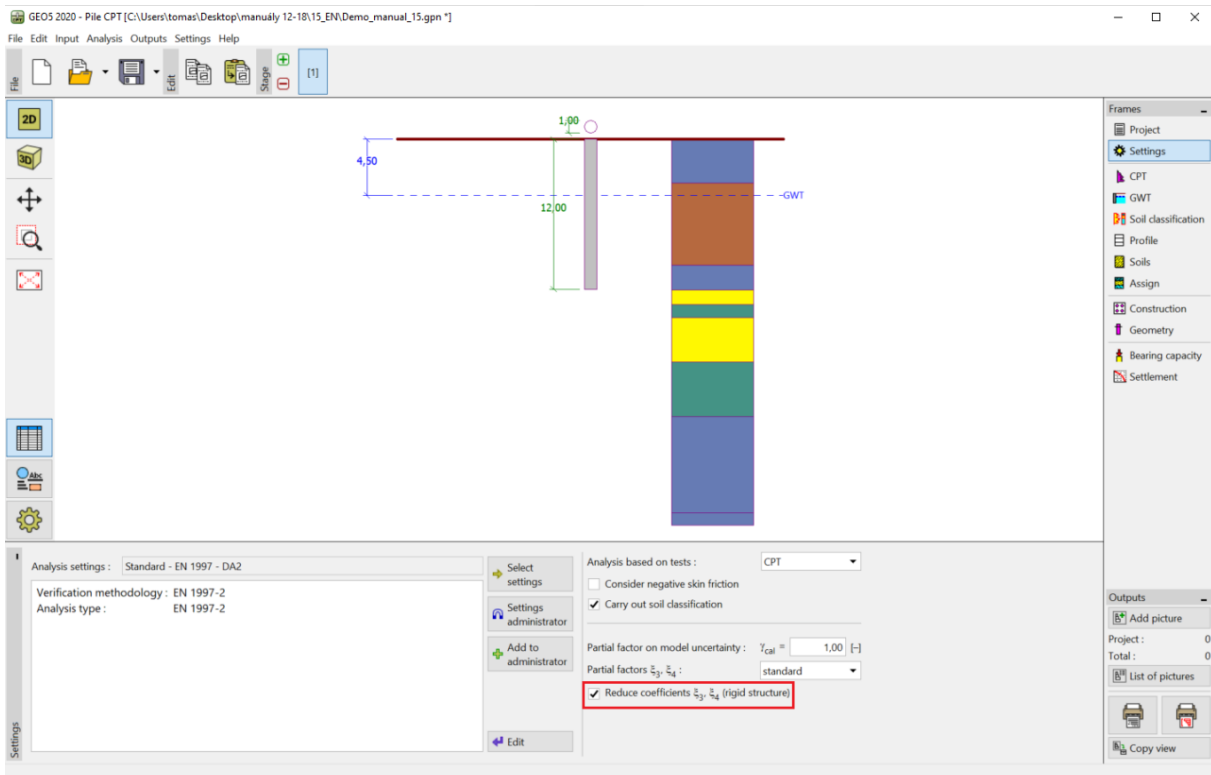 GEO5 2020 - Pile CPT [C:\Users\tomas\Desktop\manuály 12-18\15_EN\Demo_manual_15.gpn *]
File Edit Input Analysis Outputs Settings Help
File
Edit
Stage
[1]
2D
3D
1,00
4,50
12,00
GWT
Frames
Project
Settings
CPT
GWT
Soil classification
Profile
Soils
Assign
Construction
Geometry
Bearing capacity
Settlement
Abc
Settings
Analysis settings : Standard - EN 1997 - DA2
Verification methodology : EN 1997-2
Analysis type : EN 1997-2
Select settings
Settings administrator
Add to administrator
Edit
Analysis based on tests : CPT
Consider negative skin friction
Carry out soil classification
Partial factor on model uncertainty : γcal = 1,00 [–]
Partial factors ξ3, ξ4 : standard
Reduce coefficients ξ3, ξ4 (rigid structure)
Outputs
Add picture
Project : 0
Total : 0
List of pictures
Copy view